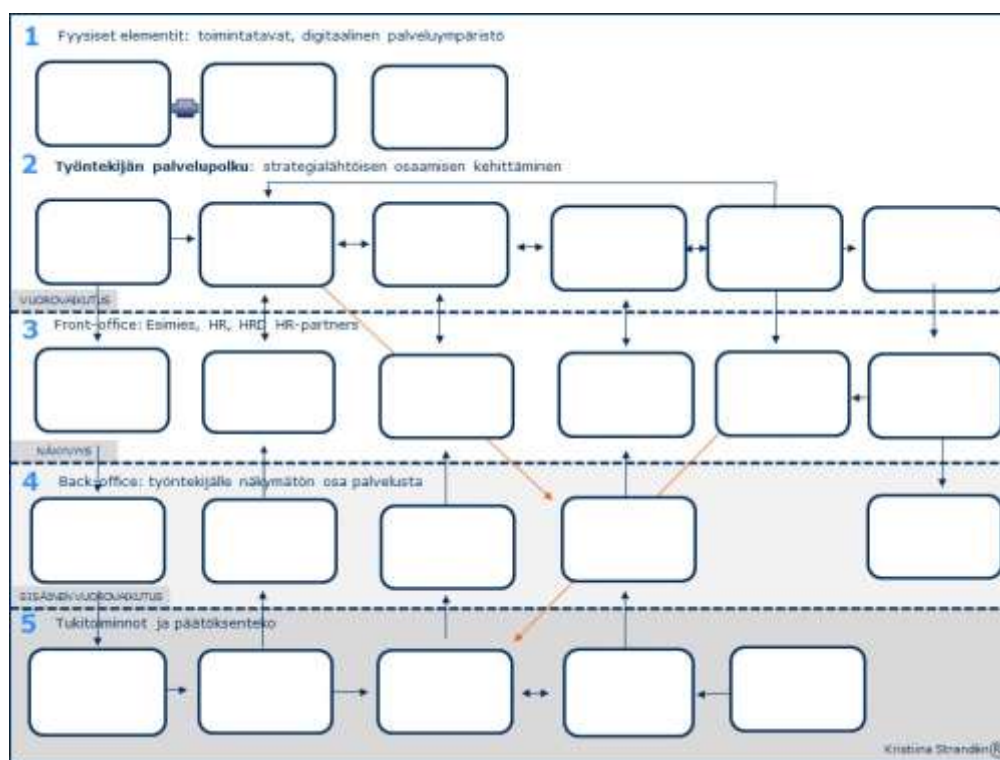 1 Fyysiset elementit: toimintatavat, digitaalinen palveluympäristö
2 Työntekijän palvelupolku: strategialähtöisen osaamisen kehittäminen
VUOROVAIKUTUS
3 Front-office: Esimies, HR, HRD HR-partners
NÄKYVYYS
4 Back-office: työntekijälle näkymätön osa palvelusta
SISÄINEN VUOROVAIKUTUS
5 Tukitoiminnot ja päätöksenteko
Kristiina Strandén®